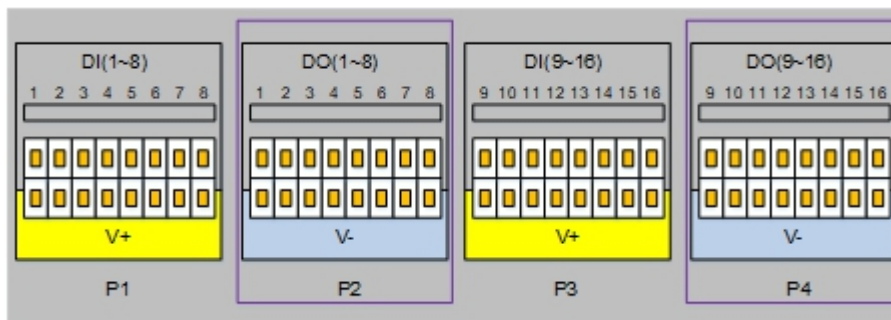 DI(1~8)
1 2 3 4 5 6 7 8
V+
P1
DO(1~8)
1 2 3 4 5 6 7 8
V-
P2
DI(9~16)
9 10 11 12 13 14 15 16
V+
P3
DO(9~16)
9 10 11 12 13 14 15 16
V-
P4